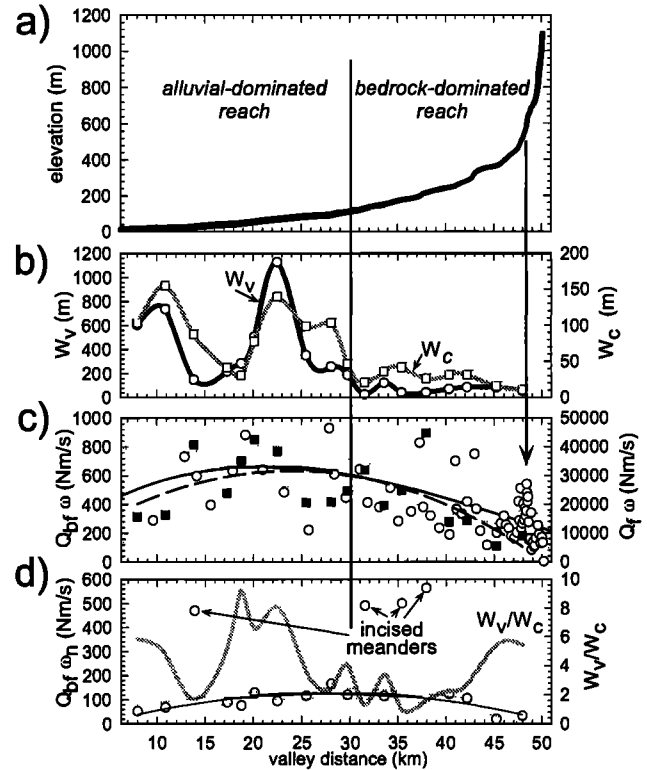 a)
1200
1000
800
600
400
200
0
elevation
(m)
alluvial-dominated
reach
bedrock-dominated
reach
b)
1200
1000
800
600
400
200
0
W_v
(m)
W_v
W_c
200
150
100
50
0
W_c (m)
c)
1000
800
600
400
200
0
Q_bf ω (Nm/s)
50000
40000
30000
20000
10000
0
Q_f ω (Nm/s)
d)
600
500
400
300
200
100
0
Q_bf ω_n (Nm/s)
incised
meanders
W_v/W_c
10
8
6
4
2
0
W_v/W_c
10 15 20 25 30 35 40 45 50
valley distance (km)